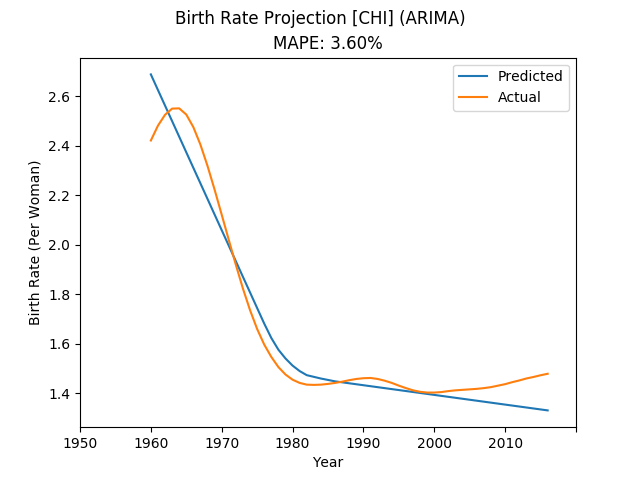 Birth Rate Projection [CHI] (ARIMA)
MAPE: 3.60%
Predicted
Actual
Birth Rate (Per Woman)
2.6
2.4
2.2
2.0
1.8
1.6
1.4
1950 1960 1970 1980 1990 2000 2010
Year